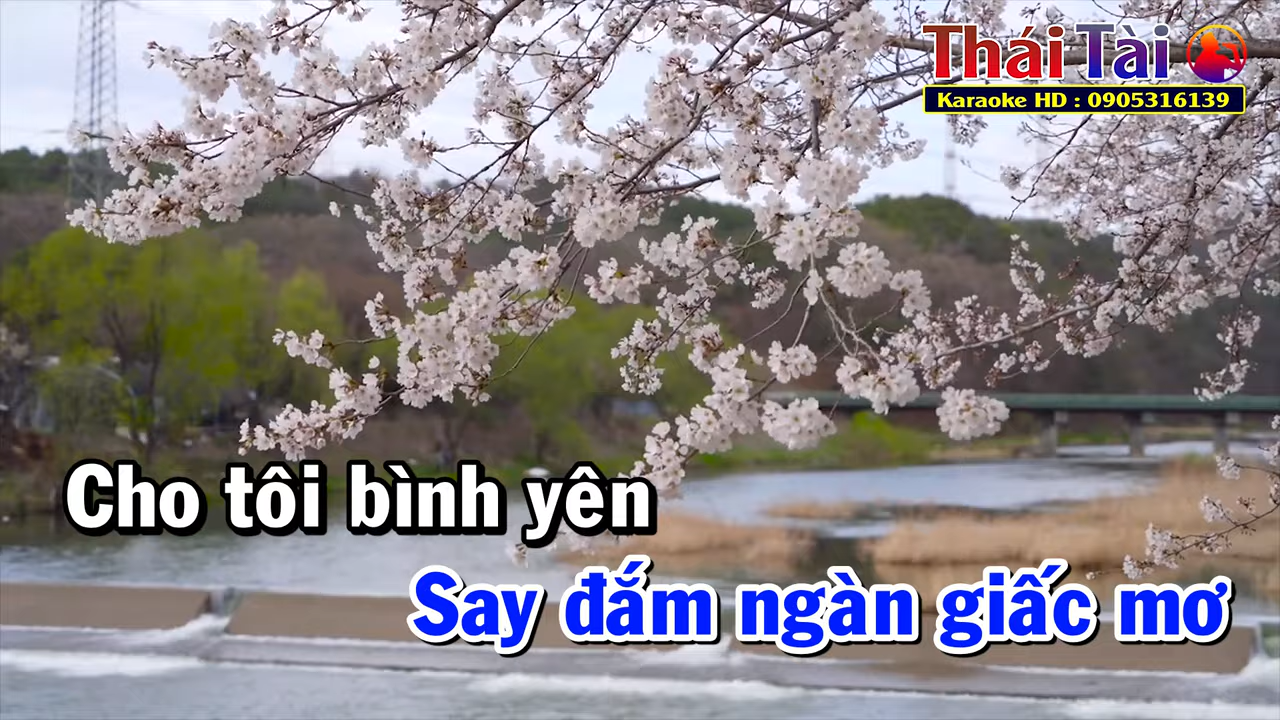 Thái Tài
Karaoke HD : 0905316139
Cho tôi bình yên
Say đắm ngàn giấc mơ